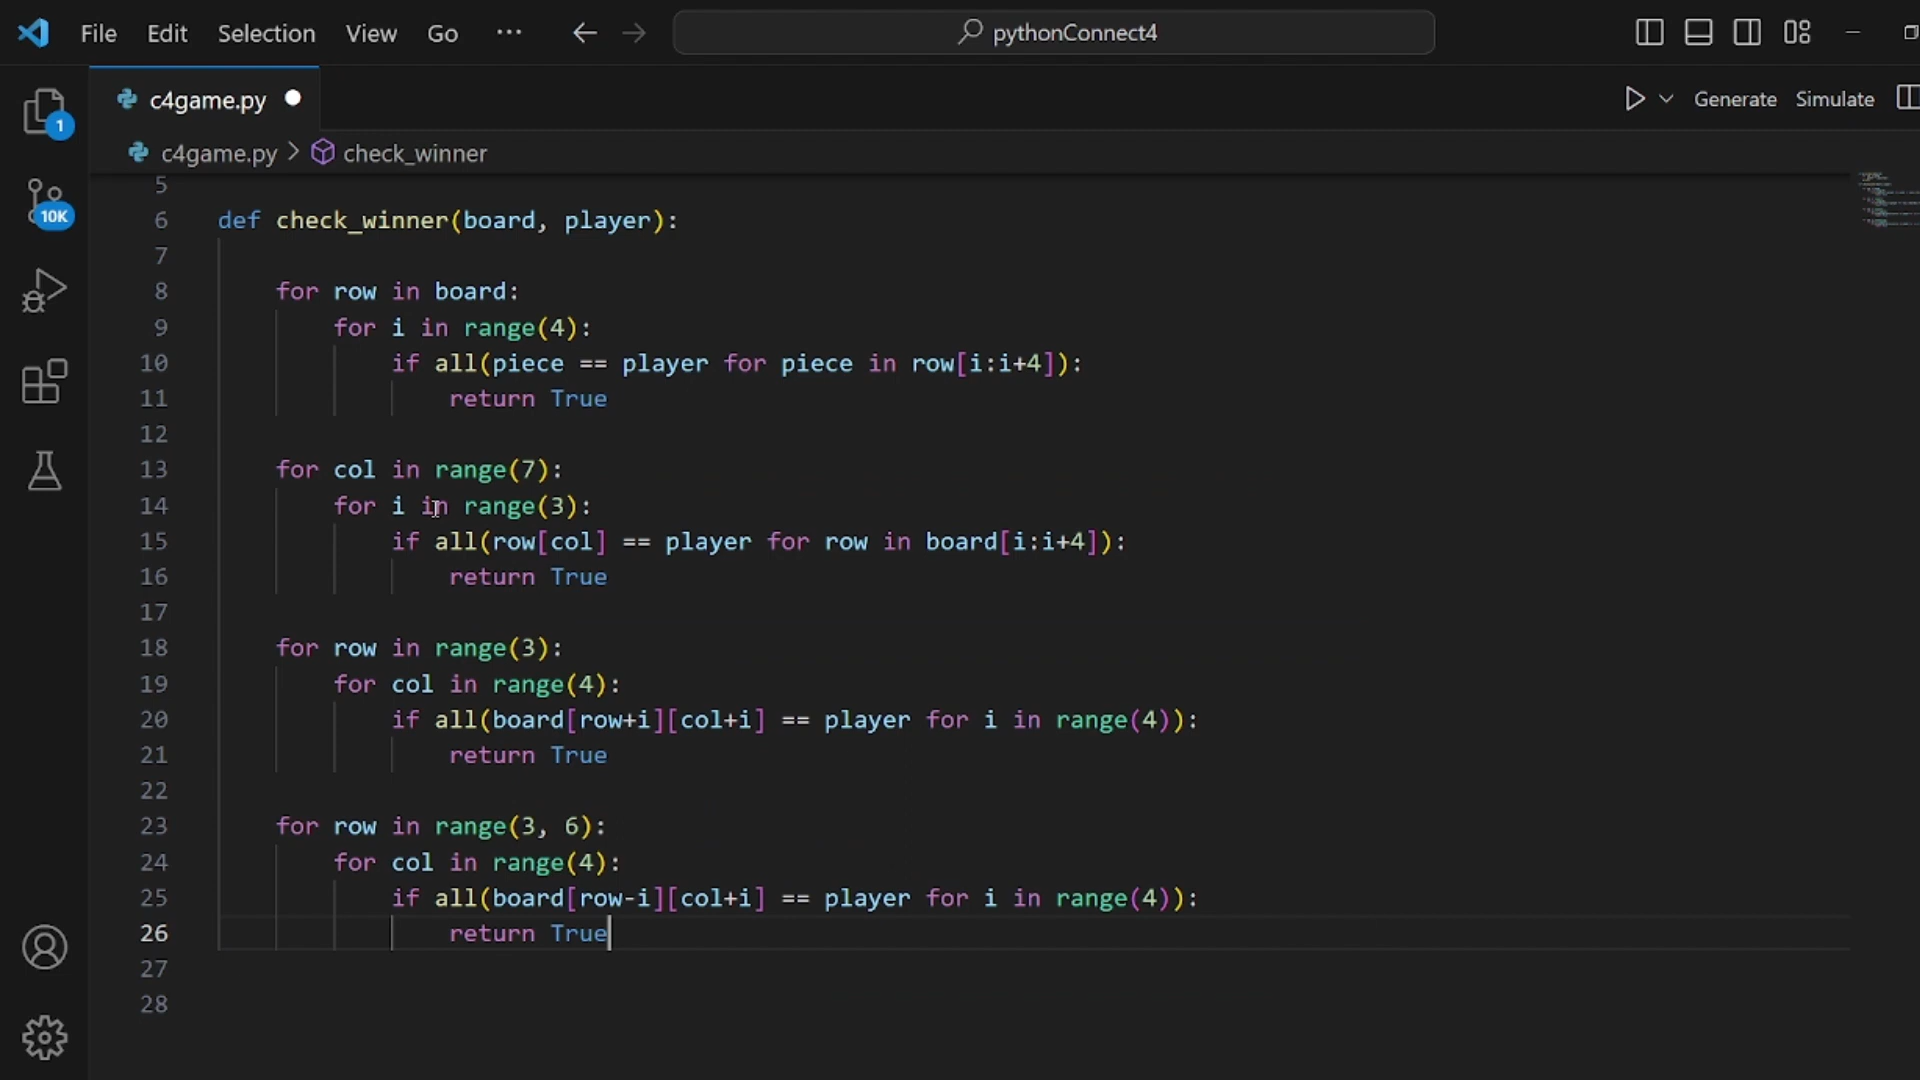 File Edit Selection View Go ··· pythonConnect4
c4game.py Generate Simulate
c4game.py > check_winner
1
10K
5
6 def check_winner(board, player):
7
8 for row in board:
9 for i in range(4):
10 if all(piece == player for piece in row[i:i+4]):
11 return True
12
13 for col in range(7):
14 for i in range(3):
15 if all(row[col] == player for row in board[i:i+4]):
16 return True
17
18 for row in range(3):
19 for col in range(4):
20 if all(board[row+i][col+i] == player for i in range(4)):
21 return True
22
23 for row in range(3, 6):
24 for col in range(4):
25 if all(board[row-i][col+i] == player for i in range(4)):
26 return True
27
28